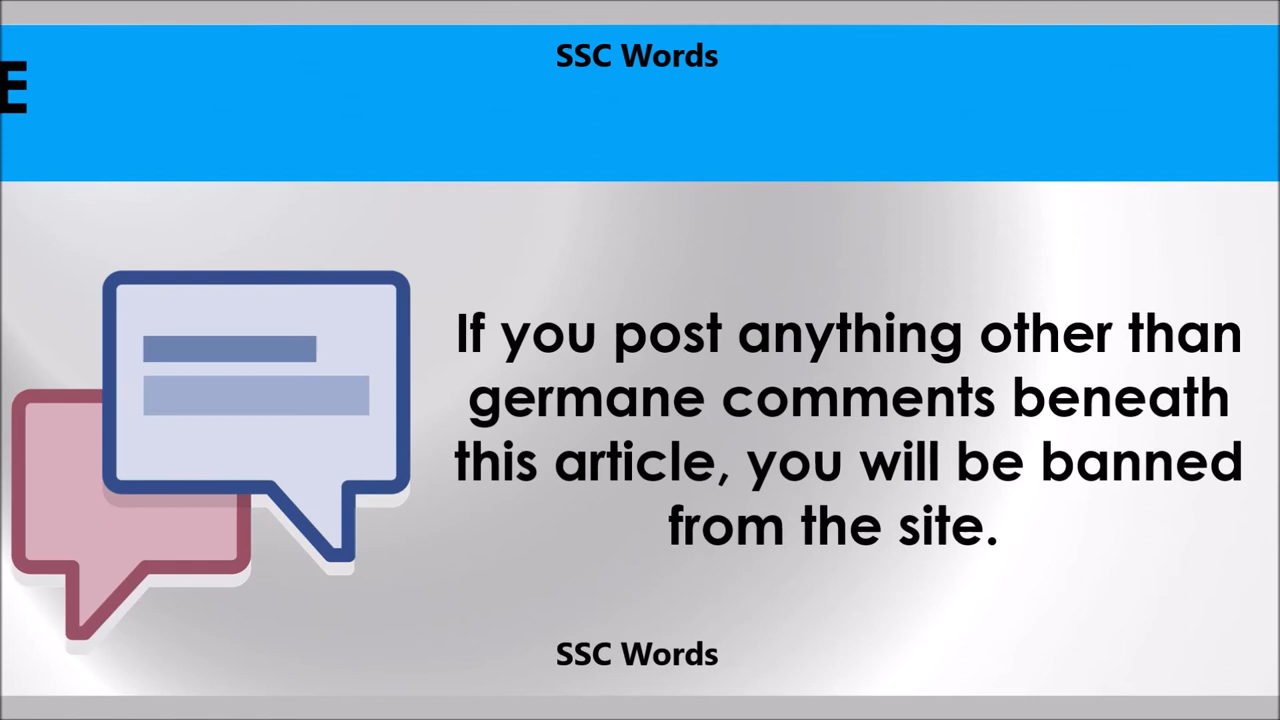 SSC Words
E
If you post anything other than
germane comments beneath
this article, you will be banned
from the site.
SSC Words